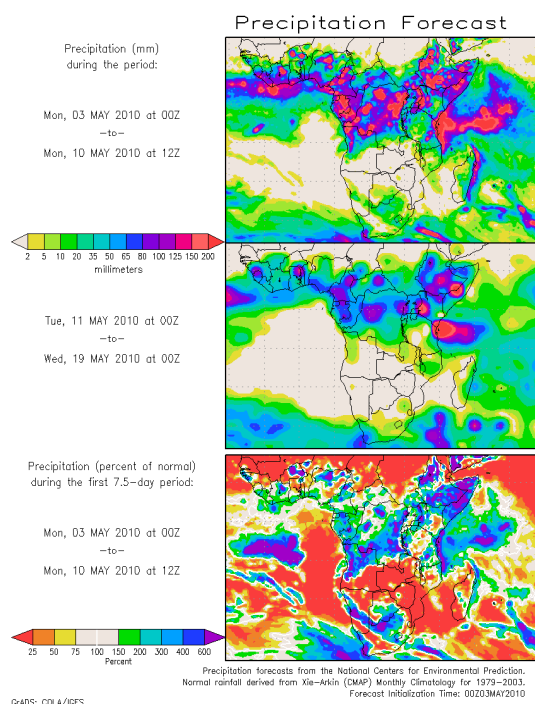 Precipitation Forecast
Precipitation (mm)
during the period:
Mon, 03 MAY 2010 at 00Z
—to—
Mon, 10 MAY 2010 at 12Z
2 5 10 20 35 50 65 80 100 125 150 200
millimeters
Tue, 11 MAY 2010 at 00Z
—to—
Wed, 19 MAY 2010 at 00Z
Precipitation (percent of normal)
during the first 7.5-day period:
Mon, 03 MAY 2010 at 00Z
—to—
Mon, 10 MAY 2010 at 12Z
25 50 75 100 150 200 300 400 600
Percent
Precipitation forecasts from the National Centers for Environmental Prediction.
Normal rainfall derived from Xie-Arkin (CMAP) Monthly Climatology for 1979-2003.
Forecast Initialization Time: 00Z03MAY2010
GrADS: COLA/IGES